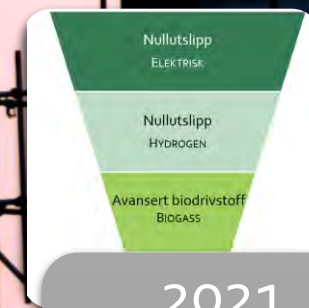 Nullutslipp
ELEKTRISK
Nullutslipp
HYDROGEN
Avansert biodrivstoff
BIOGASS
2021